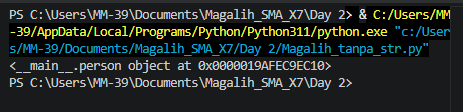 PS C:\Users\MM-39\Documents\Magalih_SMA_X7\Day 2> & C:/Users/MM
-39/AppData/Local/Programs/Python/Python311/python.exe "c:/User
s/MM-39/Documents/Magalih_SMA_X7/Day 2/Magalih_tanpa_str.py"
<__main__.person object at 0x0000019AFEC9EC10>
PS C:\Users\MM-39\Documents\Magalih_SMA_X7\Day 2>